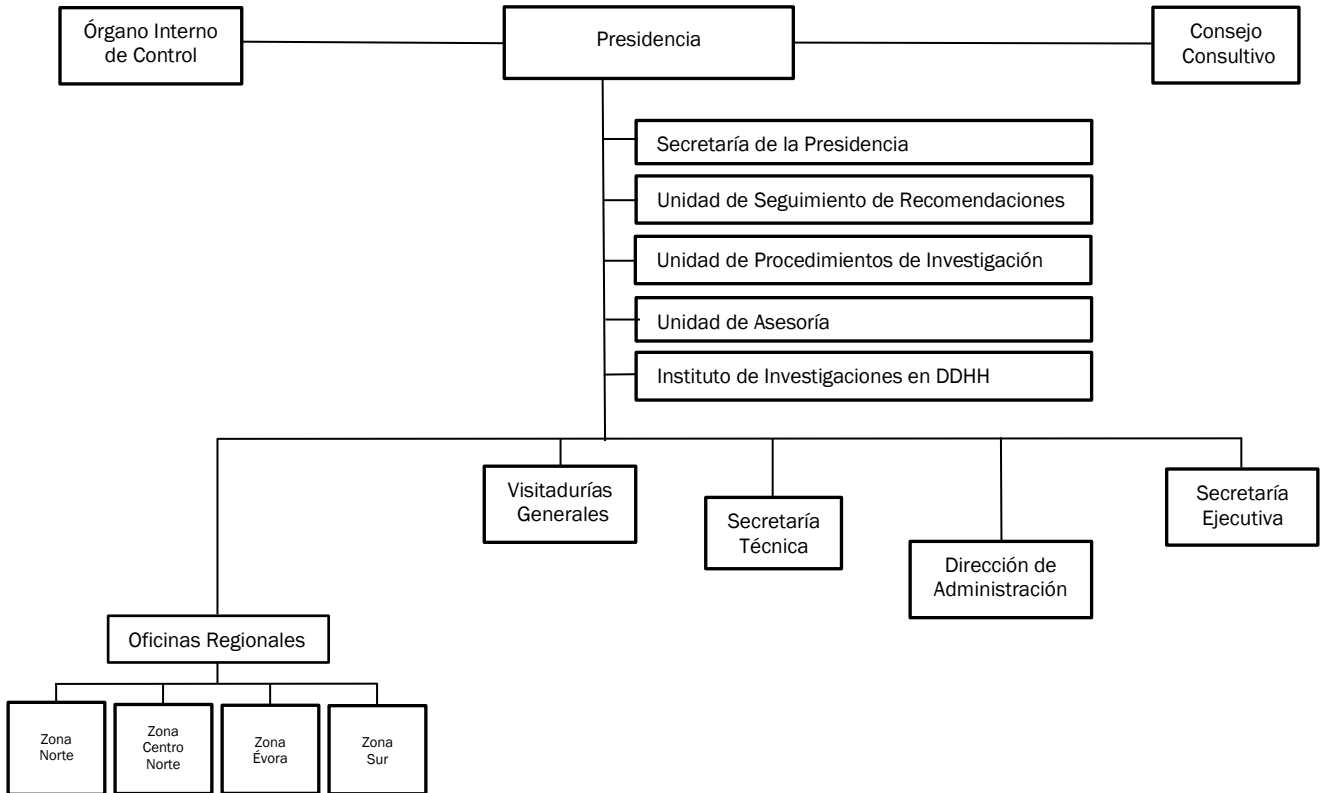 Órgano Interno
de Control
Presidencia
Consejo
Consultivo
Secretaría de la Presidencia
Unidad de Seguimiento de Recomendaciones
Unidad de Procedimientos de Investigación
Unidad de Asesoría
Instituto de Investigaciones en DDHH
Visitadurías
Generales
Secretaría
Técnica
Dirección de
Administración
Secretaría
Ejecutiva
Oficinas Regionales
Zona
Norte
Zona
Centro
Norte
Zona
Évora
Zona
Sur